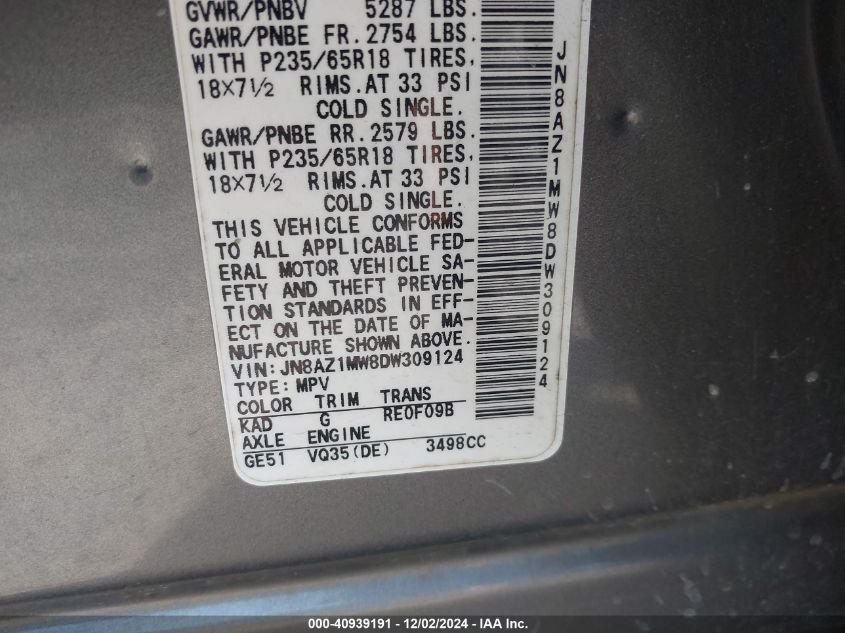 GVWR/PNBV 5287 LBS.
GAWR/PNBE FR. 2754 LBS.
WITH P235/65R18 TIRES,
18×7½ RIMS. AT 33 PSI
COLD SINGLE.
GAWR/PNBE RR. 2579 LBS.
WITH P235/65R18 TIRES,
18×7½ RIMS. AT 33 PSI
COLD SINGLE.
THIS VEHICLE CONFORMS
TO ALL APPLICABLE FED-
ERAL MOTOR VEHICLE SA-
FETY AND THEFT PREVEN-
TION STANDARDS IN EFF-
ECT ON THE DATE OF MA-
NUFACTURE SHOWN ABOVE.
VIN: JN8AZ1MW8DW309124
TYPE: MPV
COLOR TRIM TRANS
KAD G RE0F09B
AXLE ENGINE
GE51 VQ35(DE) 3498CC
JN8AZ1MW8DW309124
000-40939191 - 12/02/2024 - IAA Inc.